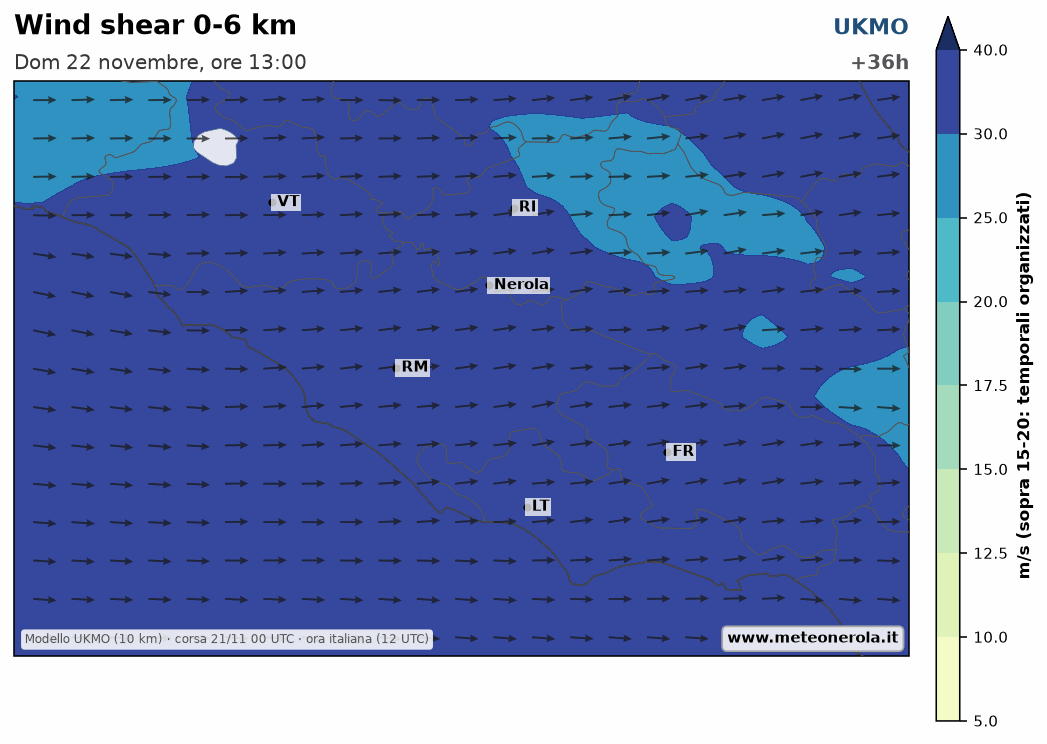 Wind shear 0-6 km
UKMO
Dom 22 novembre, ore 13:00
+36h
VT
RI
Nerola
RM
FR
LT
Modello UKMO (10 km) · corsa 21/11 00 UTC · ora italiana (12 UTC)
www.meteonerola.it
40.0
30.0
25.0
20.0
17.5
15.0
12.5
10.0
5.0
m/s (sopra 15-20: temporali organizzati)